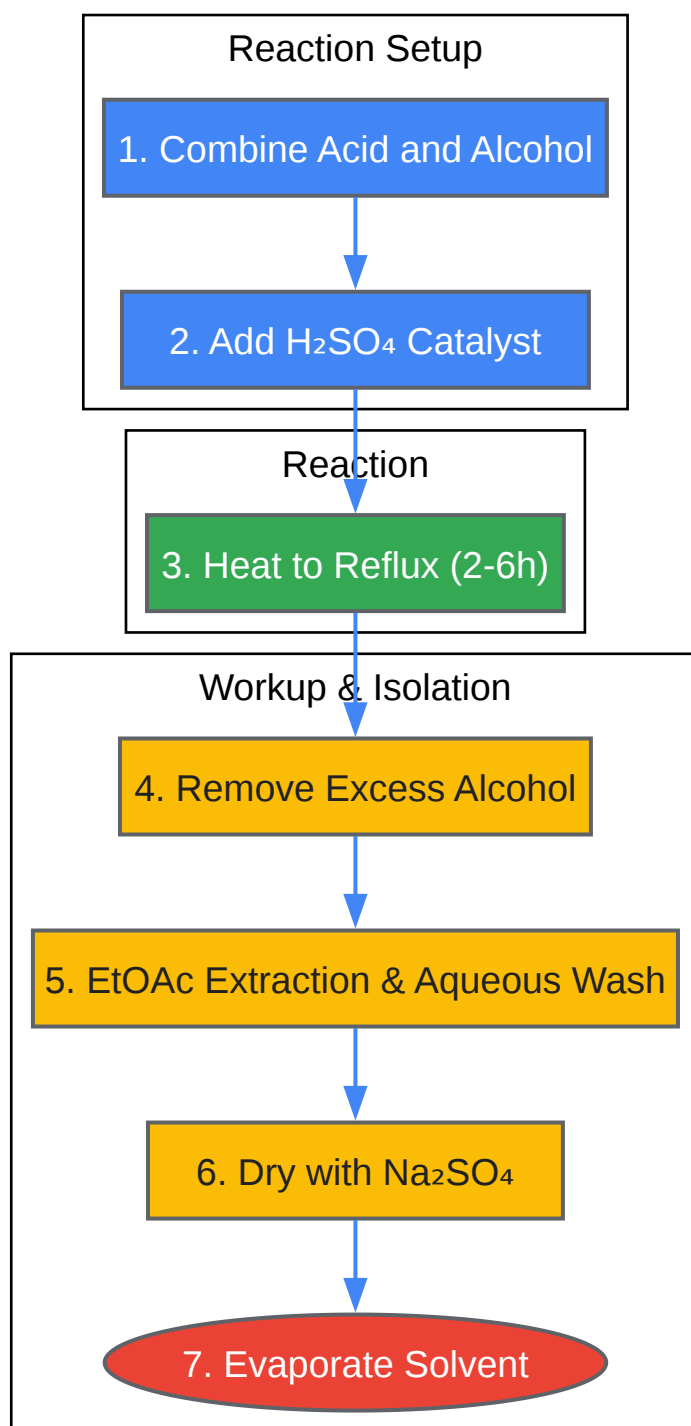 Reaction Setup
1. Combine Acid and Alcohol
2. Add H₂SO₄ Catalyst
Reaction
3. Heat to Reflux (2-6h)
Workup & Isolation
4. Remove Excess Alcohol
5. EtOAc Extraction & Aqueous Wash
6. Dry with Na₂SO₄
7. Evaporate Solvent